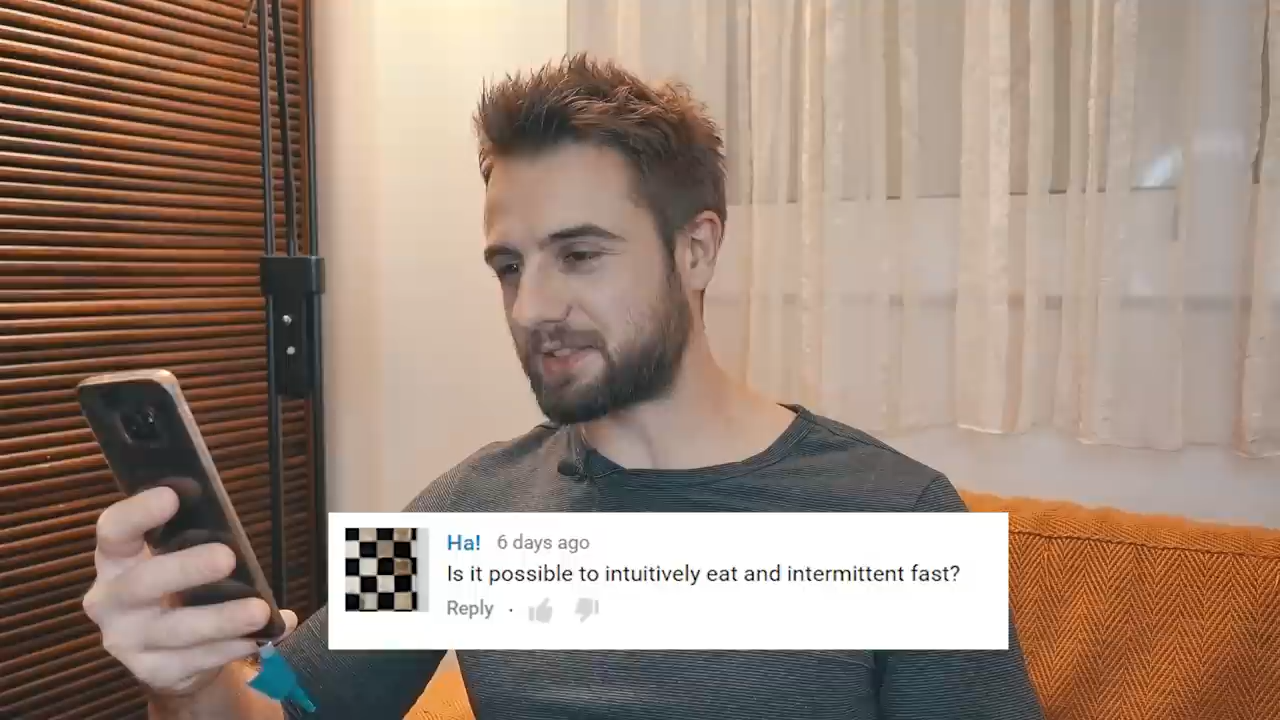 Ha! 6 days ago
Is it possible to intuitively eat and intermittent fast?
Reply ·